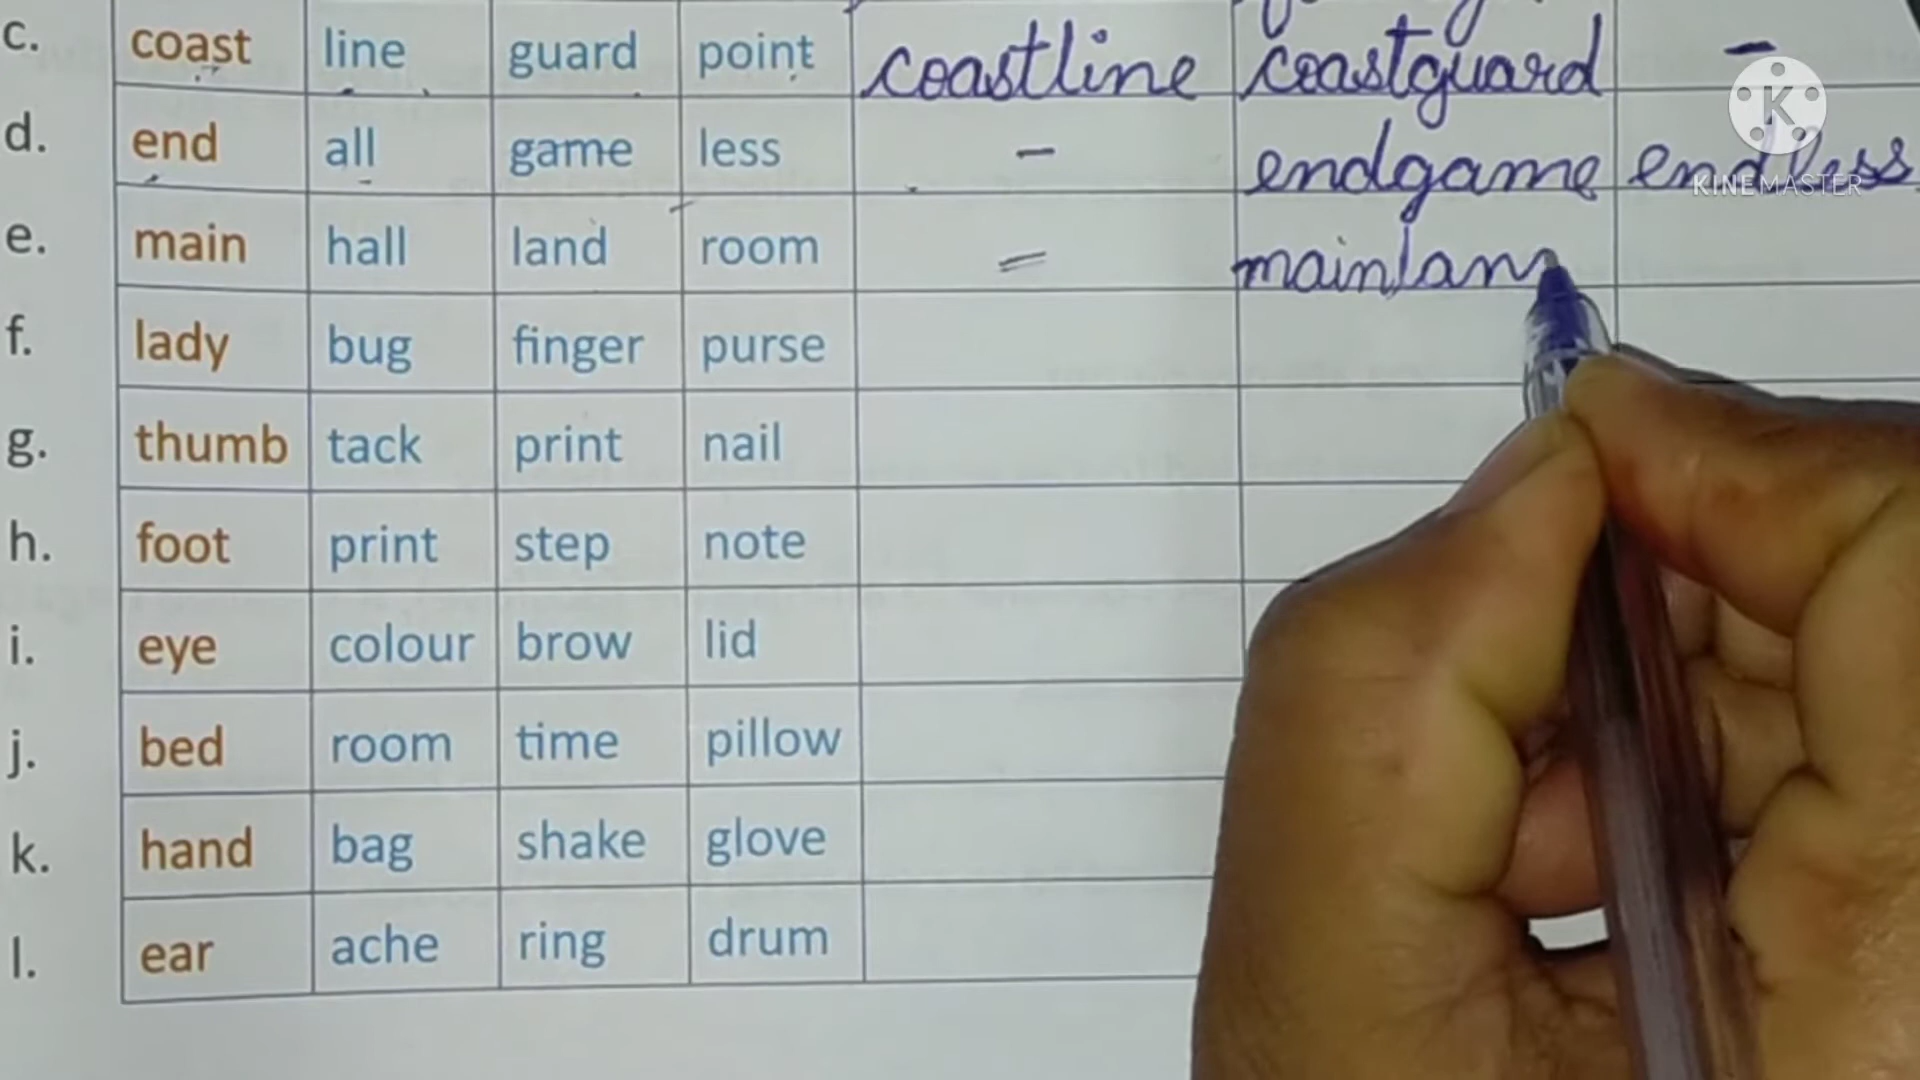 c. coast line guard point coastline coastguard -
d. end all game less - endgame endless
e. main hall land room = mainlan
f. lady bug finger purse
g. thumb tack print nail
h. foot print step note
i. eye colour brow lid
j. bed room time pillow
k. hand bag shake glove
l. ear ache ring drum
K
KINEMASTER